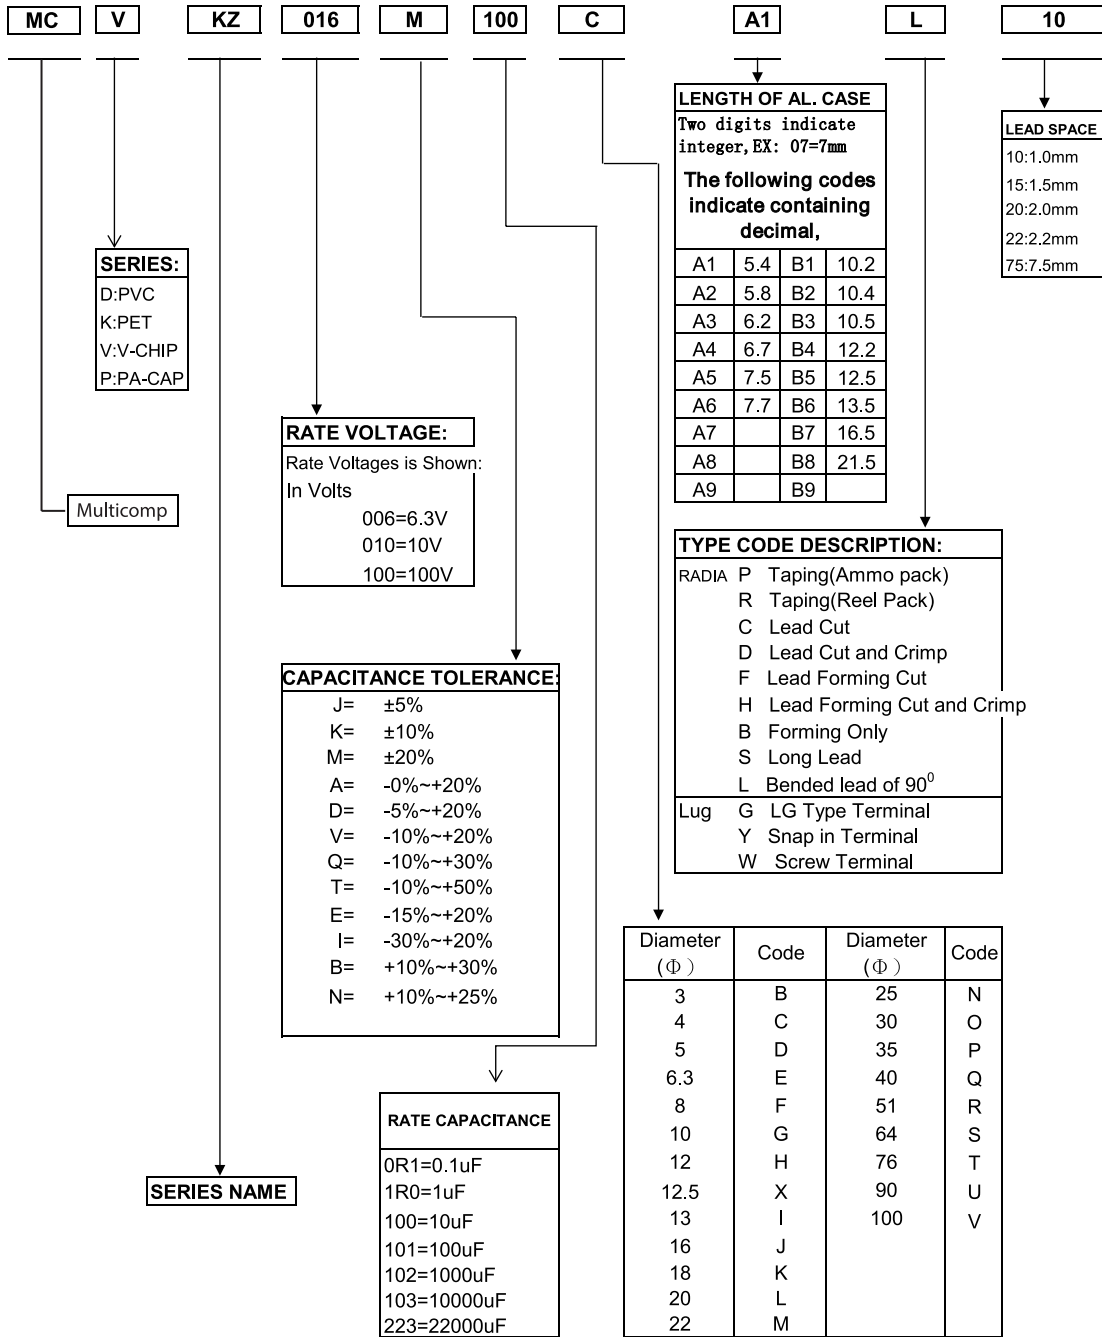 MC V KZ 016 M 100 C A1 L 10
LENGTH OF AL. CASE
Two digits indicate
integer,EX: 07=7mm
The following codes
indicate containing
decimal,
A1 5.4 B1 10.2
A2 5.8 B2 10.4
A3 6.2 B3 10.5
A4 6.7 B4 12.2
A5 7.5 B5 12.5
A6 7.7 B6 13.5
A7 B7 16.5
A8 B8 21.5
A9 B9
LEAD SPACE
10:1.0mm
15:1.5mm
20:2.0mm
22:2.2mm
75:7.5mm
SERIES:
D:PVC
K:PET
V:V-CHIP
P:PA-CAP
RATE VOLTAGE:
Rate Voltages is Shown:
In Volts
006=6.3V
010=10V
100=100V
Multicomp
TYPE CODE DESCRIPTION:
RADIA P Taping(Ammo pack)
R Taping(Reel Pack)
C Lead Cut
D Lead Cut and Crimp
F Lead Forming Cut
H Lead Forming Cut and Crimp
B Forming Only
S Long Lead
L Bended lead of 90⁰
Lug G LG Type Terminal
Y Snap in Terminal
W Screw Terminal
CAPACITANCE TOLERANCE:
J= ±5%
K= ±10%
M= ±20%
A= -0%~+20%
D= -5%~+20%
V= -10%~+20%
Q= -10%~+30%
T= -10%~+50%
E= -15%~+20%
I= -30%~+20%
B= +10%~+30%
N= +10%~+25%
Diameter (Φ) Code Diameter (Φ) Code
3 B 25 N
4 C 30 O
5 D 35 P
6.3 E 40 Q
8 F 51 R
10 G 64 S
12 H 76 T
12.5 X 90 U
13 I 100 V
16 J
18 K
20 L
22 M
RATE CAPACITANCE
0R1=0.1uF
1R0=1uF
100=10uF
101=100uF
102=1000uF
103=10000uF
223=22000uF
SERIES NAME